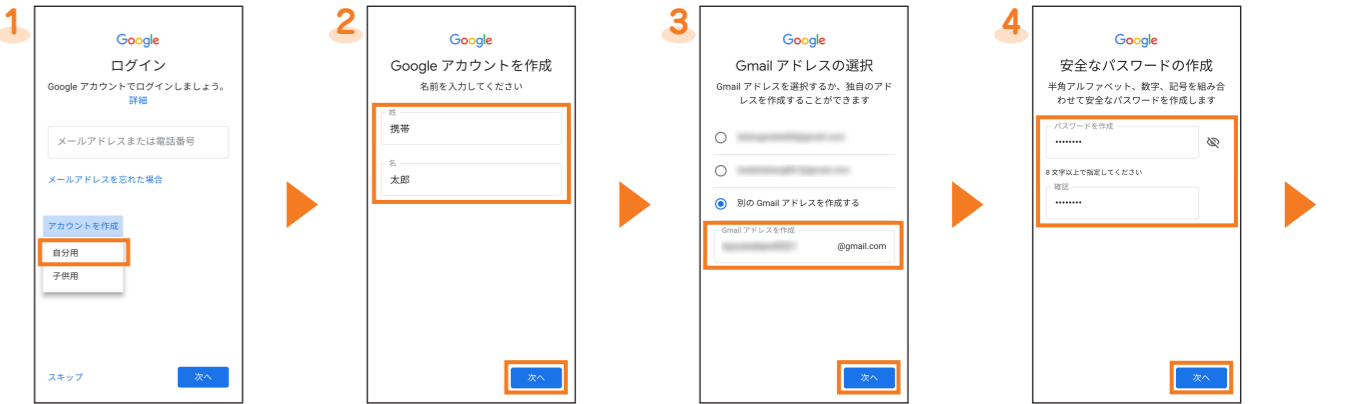 1
Google
ログイン
Google アカウントでログインしましょう。
詳細
メールアドレスまたは電話番号
メールアドレスを忘れた場合
アカウントを作成
自分用
子供用
スキップ
次へ
2
Google
Google アカウントを作成
名前を入力してください
姓
携帯
名
太郎
次へ
3
Google
Gmail アドレスの選択
Gmail アドレスを選択するか、独自のアド
レスを作成することができます
別の Gmail アドレスを作成する
Gmail アドレスを作成
@gmail.com
次へ
4
Google
安全なパスワードの作成
半角アルファベット、数字、記号を組み合
わせて安全なパスワードを作成します
パスワードを作成
••••••••
8 文字以上で指定してください
確認
••••••••
次へ